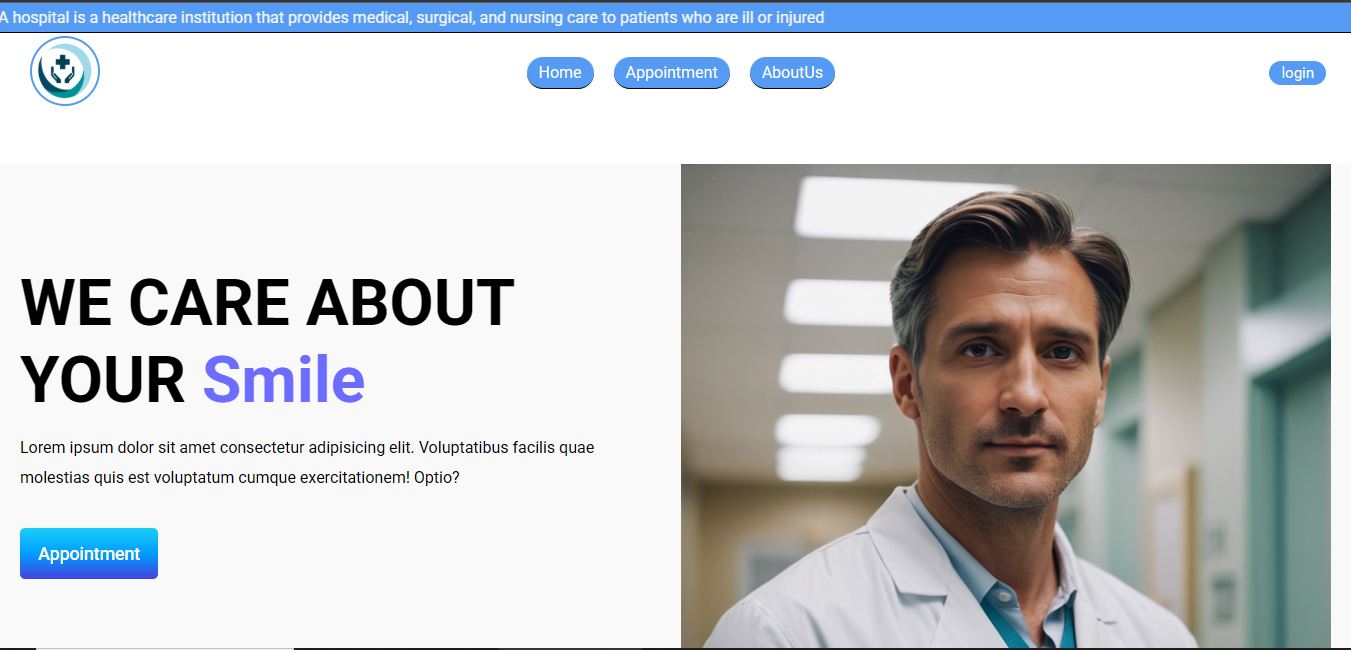 A hospital is a healthcare institution that provides medical, surgical, and nursing care to patients who are ill or injured
Home
Appointment
AboutUs
login
WE CARE ABOUT
YOUR Smile
Lorem ipsum dolor sit amet consectetur adipisicing elit. Voluptatibus facilis quae
molestias quis est voluptatum cumque exercitationem! Optio?
Appointment